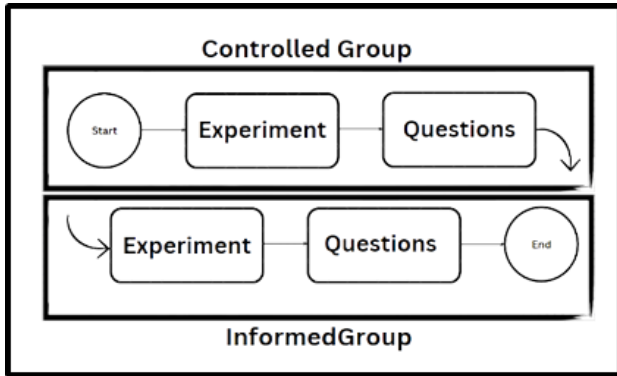 Controlled Group
Start
Experiment
Questions
Experiment
Questions
End
InformedGroup